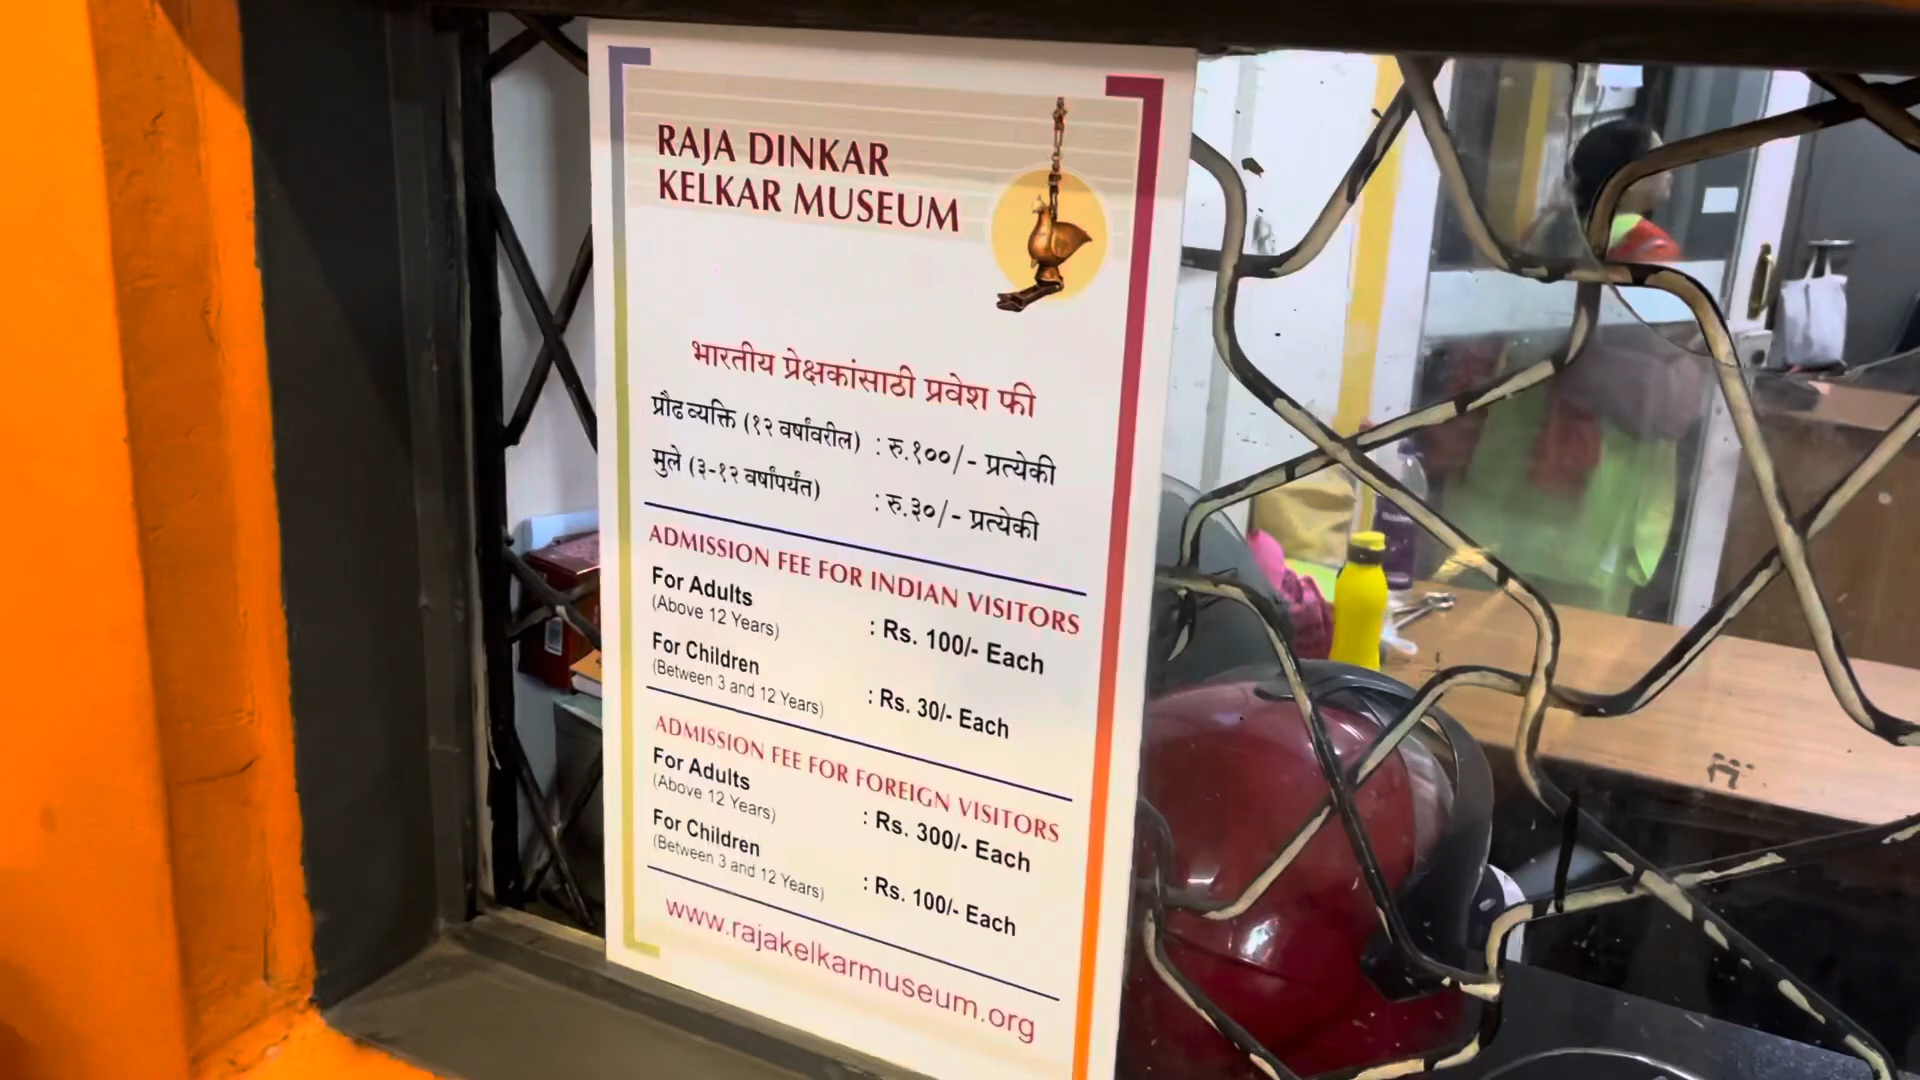 RAJA DINKAR
KELKAR MUSEUM
भारतीय प्रेक्षकांसाठी प्रवेश फी
प्रौढ व्यक्ति (१२ वर्षांवरील) : रु.१००/- प्रत्येकी
मुले (३-१२ वर्षांपर्यंत) : रु.३०/- प्रत्येकी
ADMISSION FEE FOR INDIAN VISITORS
For Adults
(Above 12 Years) : Rs. 100/- Each
For Children
(Between 3 and 12 Years) : Rs. 30/- Each
ADMISSION FEE FOR FOREIGN VISITORS
For Adults
(Above 12 Years) : Rs. 300/- Each
For Children
(Between 3 and 12 Years) : Rs. 100/- Each
www.rajakelkarmuseum.org